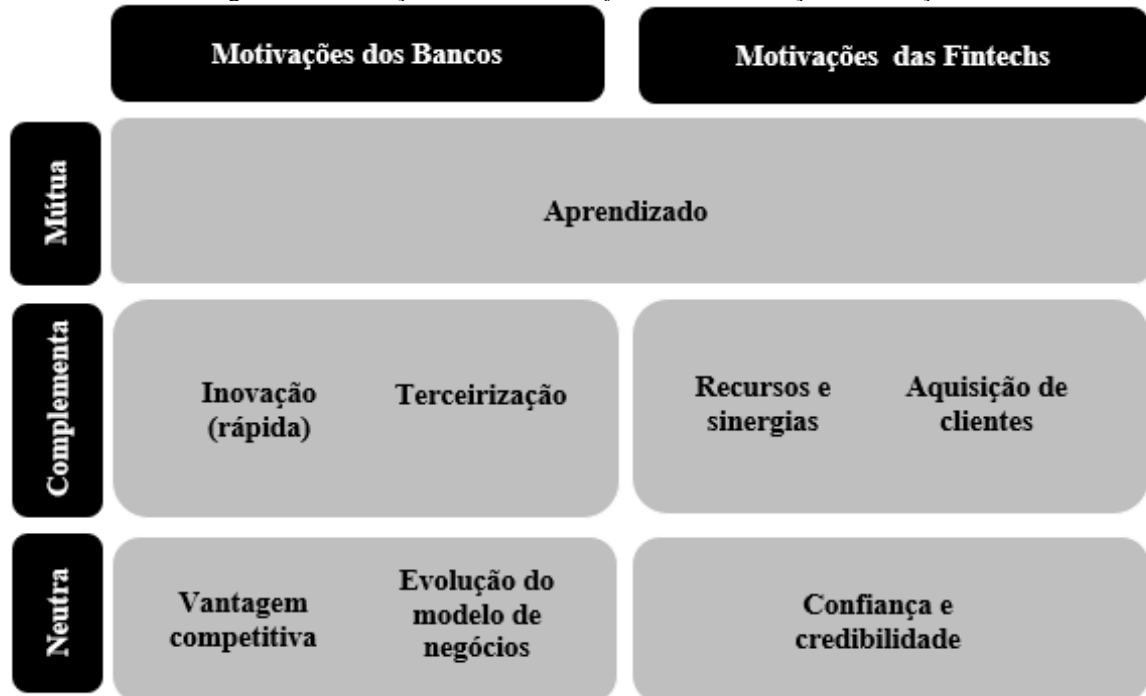 Motivações dos Bancos
Motivações das Fintechs
Mútua
Aprendizado
Complementa
Inovação
(rápida)
Terceirização
Recursos e
sinergias
Aquisição de
clientes
Neutra
Vantagem
competitiva
Evolução do
modelo de
negócios
Confiança e
credibilidade